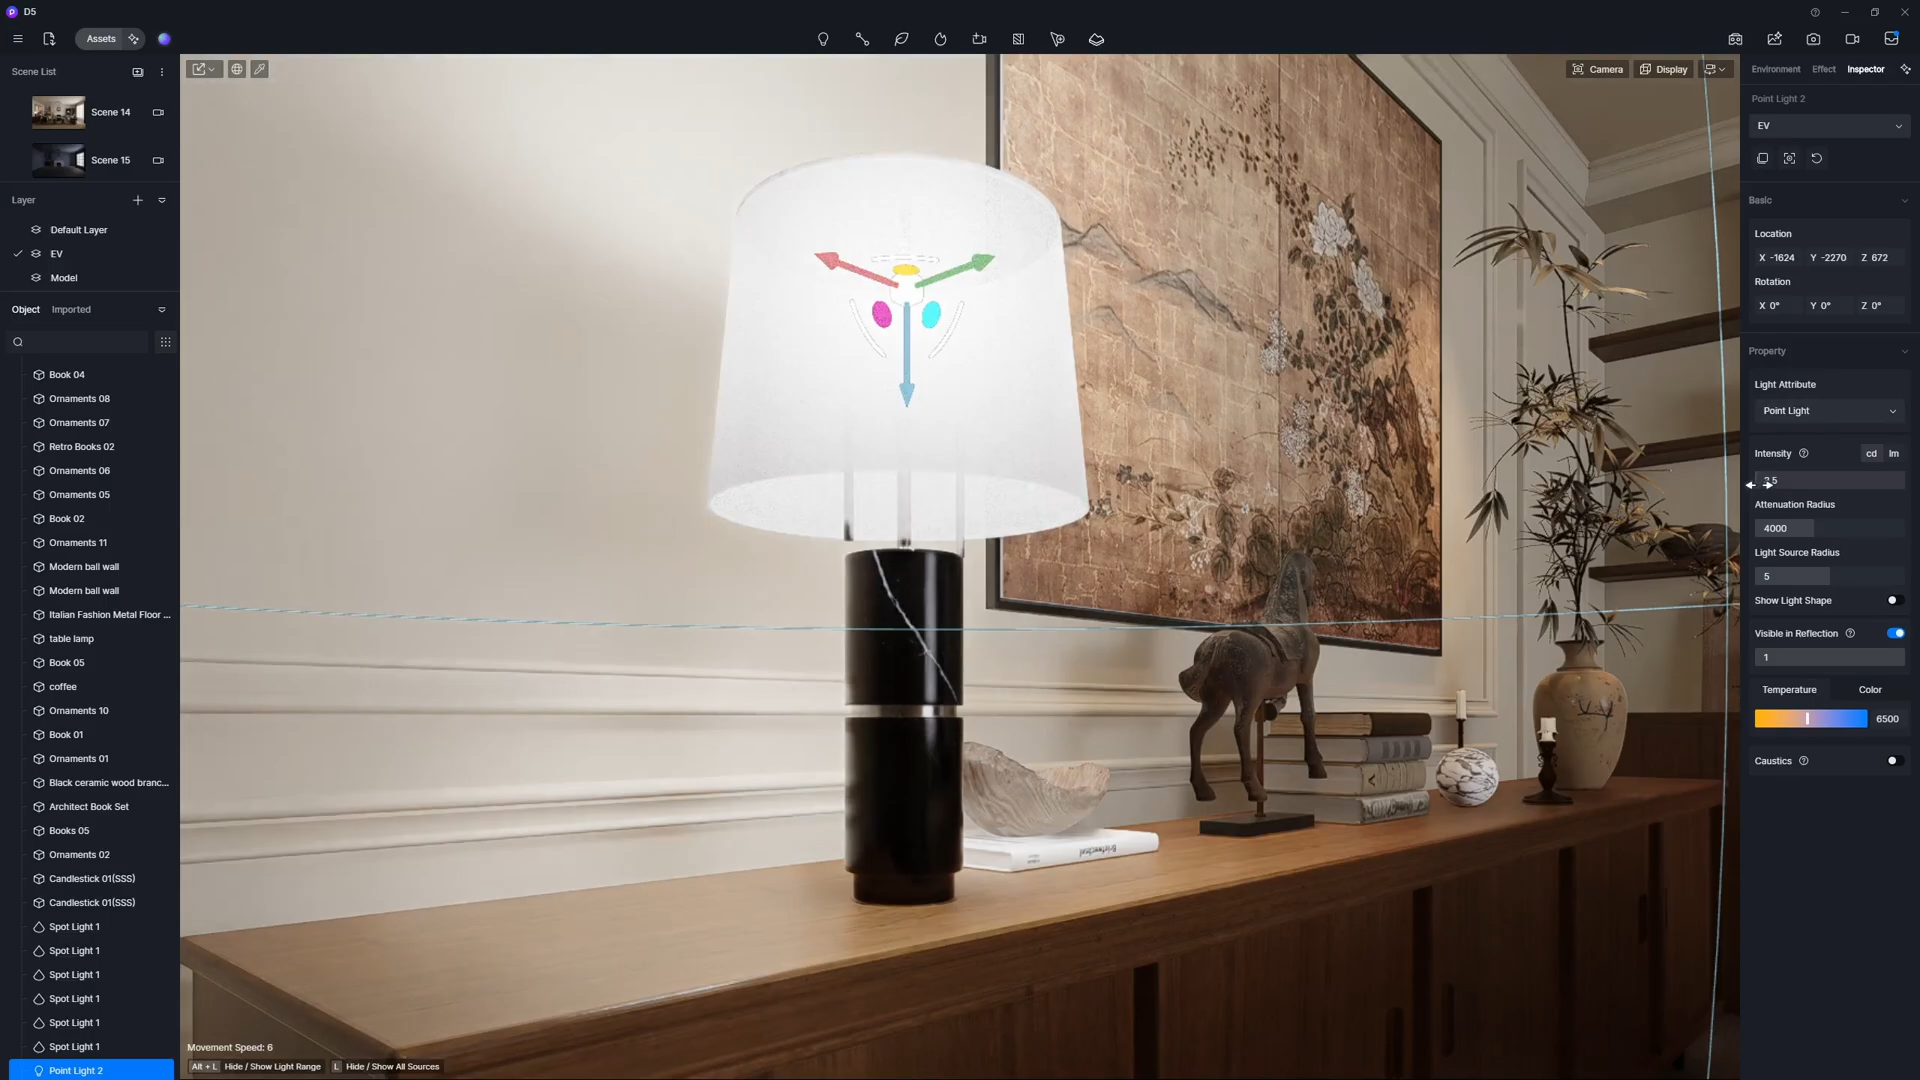 D5
Assets
Scene List
Scene 14
Scene 15
Layer
Default Layer
EV
Model
Object Imported
Book 04
Ornaments 08
Ornaments 07
Retro Books 02
Ornaments 06
Ornaments 05
Book 02
Ornaments 11
Modern ball wall
Modern ball wall
Italian Fashion Metal Floor ...
table lamp
Book 05
coffee
Ornaments 10
Book 01
Ornaments 01
Black ceramic wood branc...
Architect Book Set
Books 05
Ornaments 02
Candlestick 01(SSS)
Candlestick 01(SSS)
Spot Light 1
Spot Light 1
Spot Light 1
Spot Light 1
Spot Light 1
Spot Light 1
Point Light 2
Camera Display
Movement Speed: 6
Alt + L Hide / Show Light Range L Hide / Show All Sources
Environment Effect Inspector
Point Light 2
EV
Basic
Location
X -1624 Y -2270 Z 672
Rotation
X 0° Y 0° Z 0°
Property
Light Attribute
Point Light
Intensity cd lm
Attenuation Radius
4000
Light Source Radius
5
Show Light Shape
Visible in Reflection
1
Temperature Color
6500
Caustics